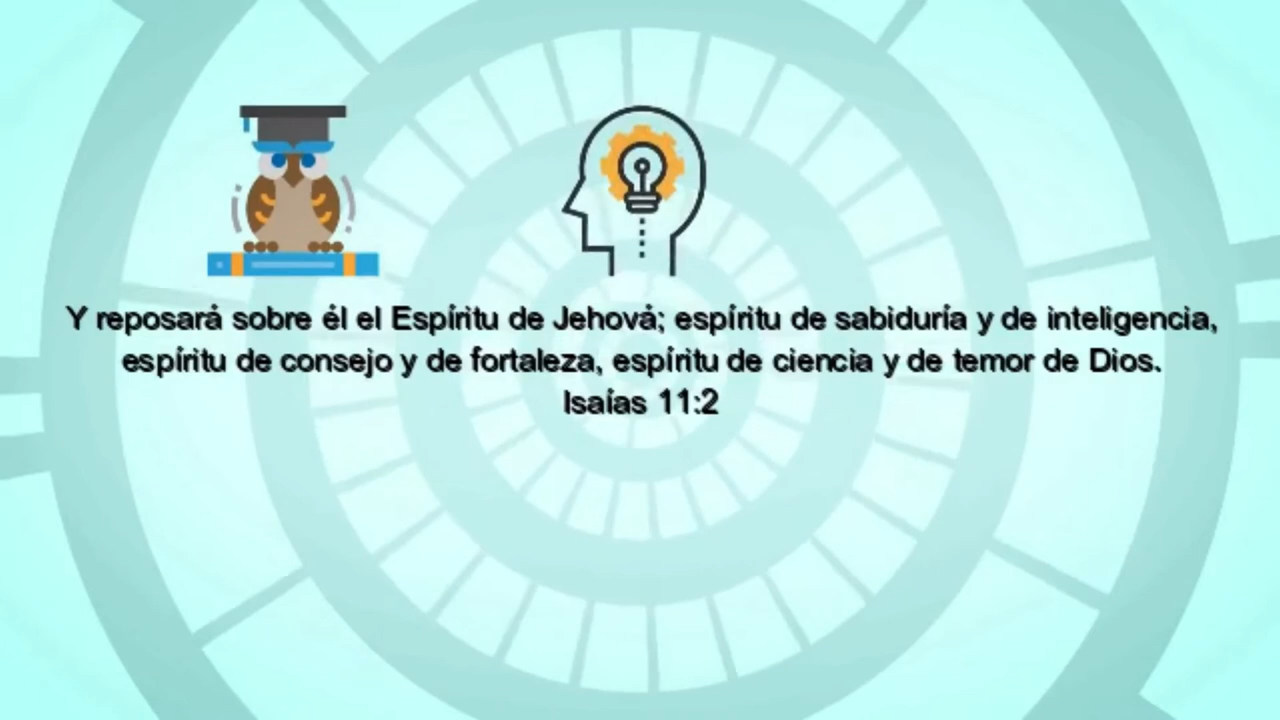 Y reposará sobre él el Espíritu de Jehová; espíritu de sabiduría y de inteligencia,
espíritu de consejo y de fortaleza, espíritu de ciencia y de temor de Dios.
Isaías 11:2